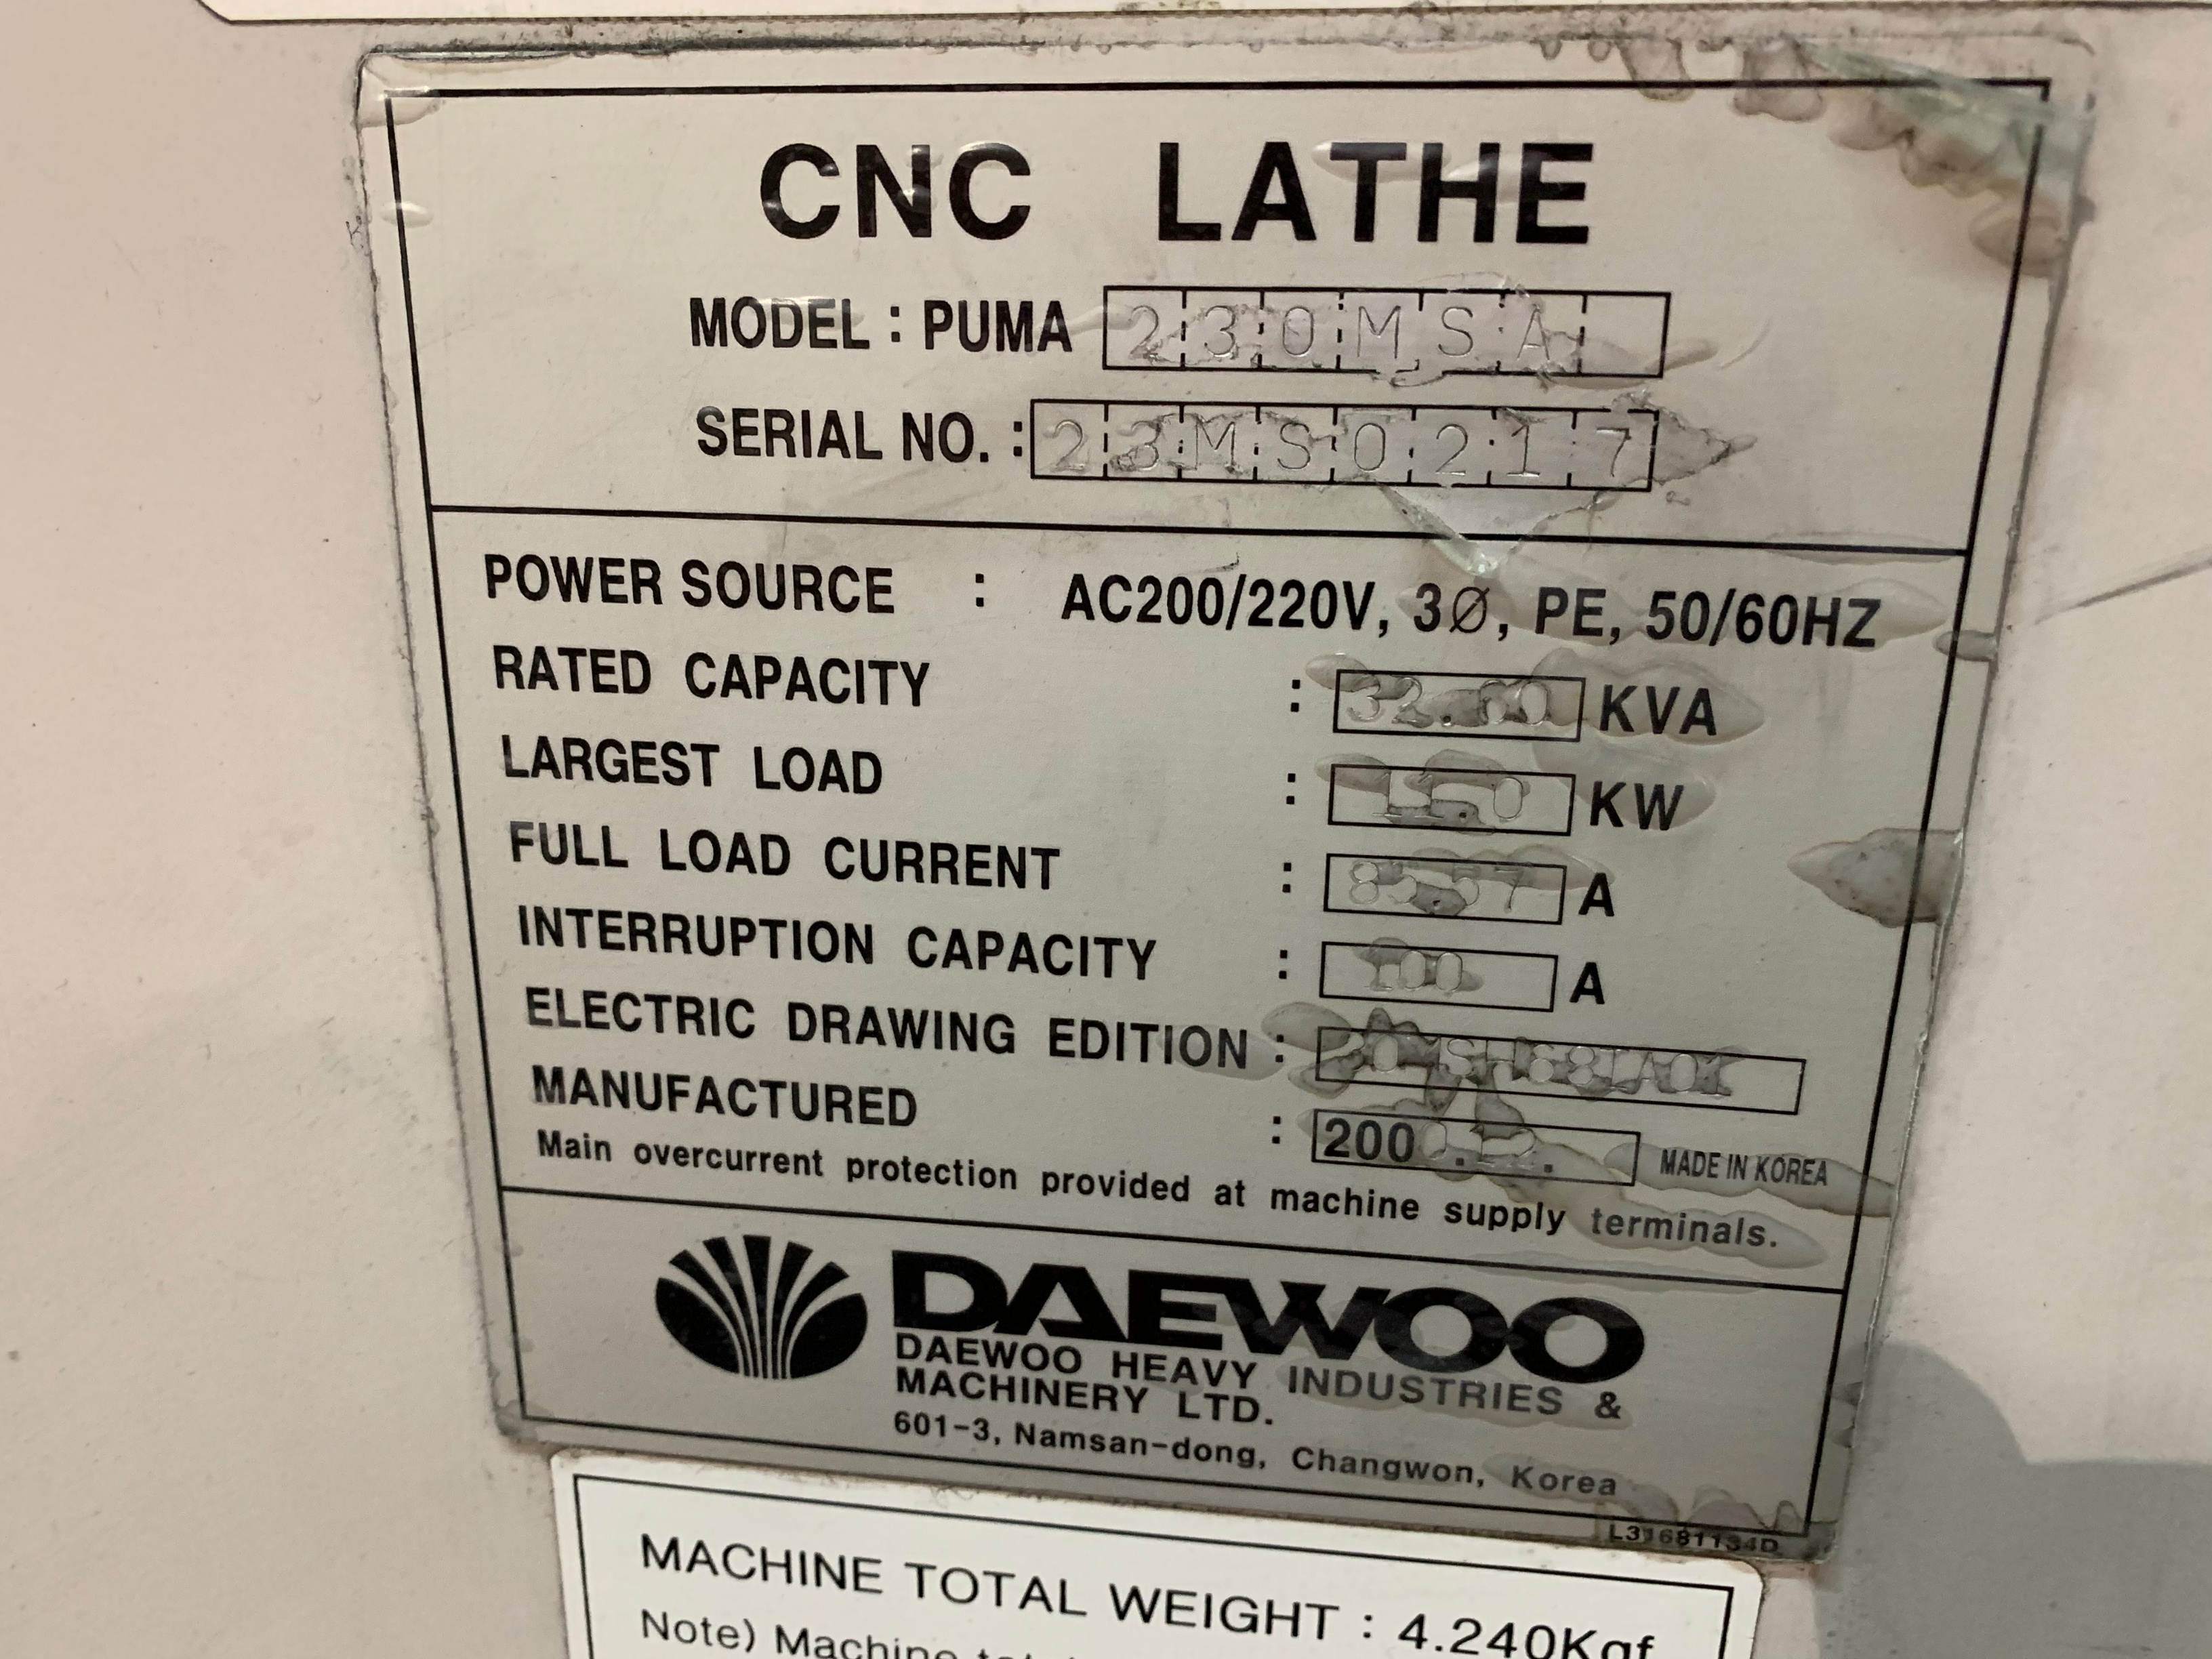 CNC LATHE
MODEL : PUMA 230MSA
SERIAL NO. : 23MS0217
POWER SOURCE : AC200/220V, 3Ø, PE, 50/60HZ
RATED CAPACITY : KVA
LARGEST LOAD : KW
FULL LOAD CURRENT : A
INTERRUPTION CAPACITY : 100 A
ELECTRIC DRAWING EDITION :
MANUFACTURED : MADE IN KOREA
Main overcurrent protection provided at machine supply terminals.
DAEWOO
DAEWOO HEAVY INDUSTRIES &
MACHINERY LTD.
601-3, Namsan-dong, Changwon, Korea
L31681134D
MACHINE TOTAL WEIGHT : 4.240Kgf
Note) Machine